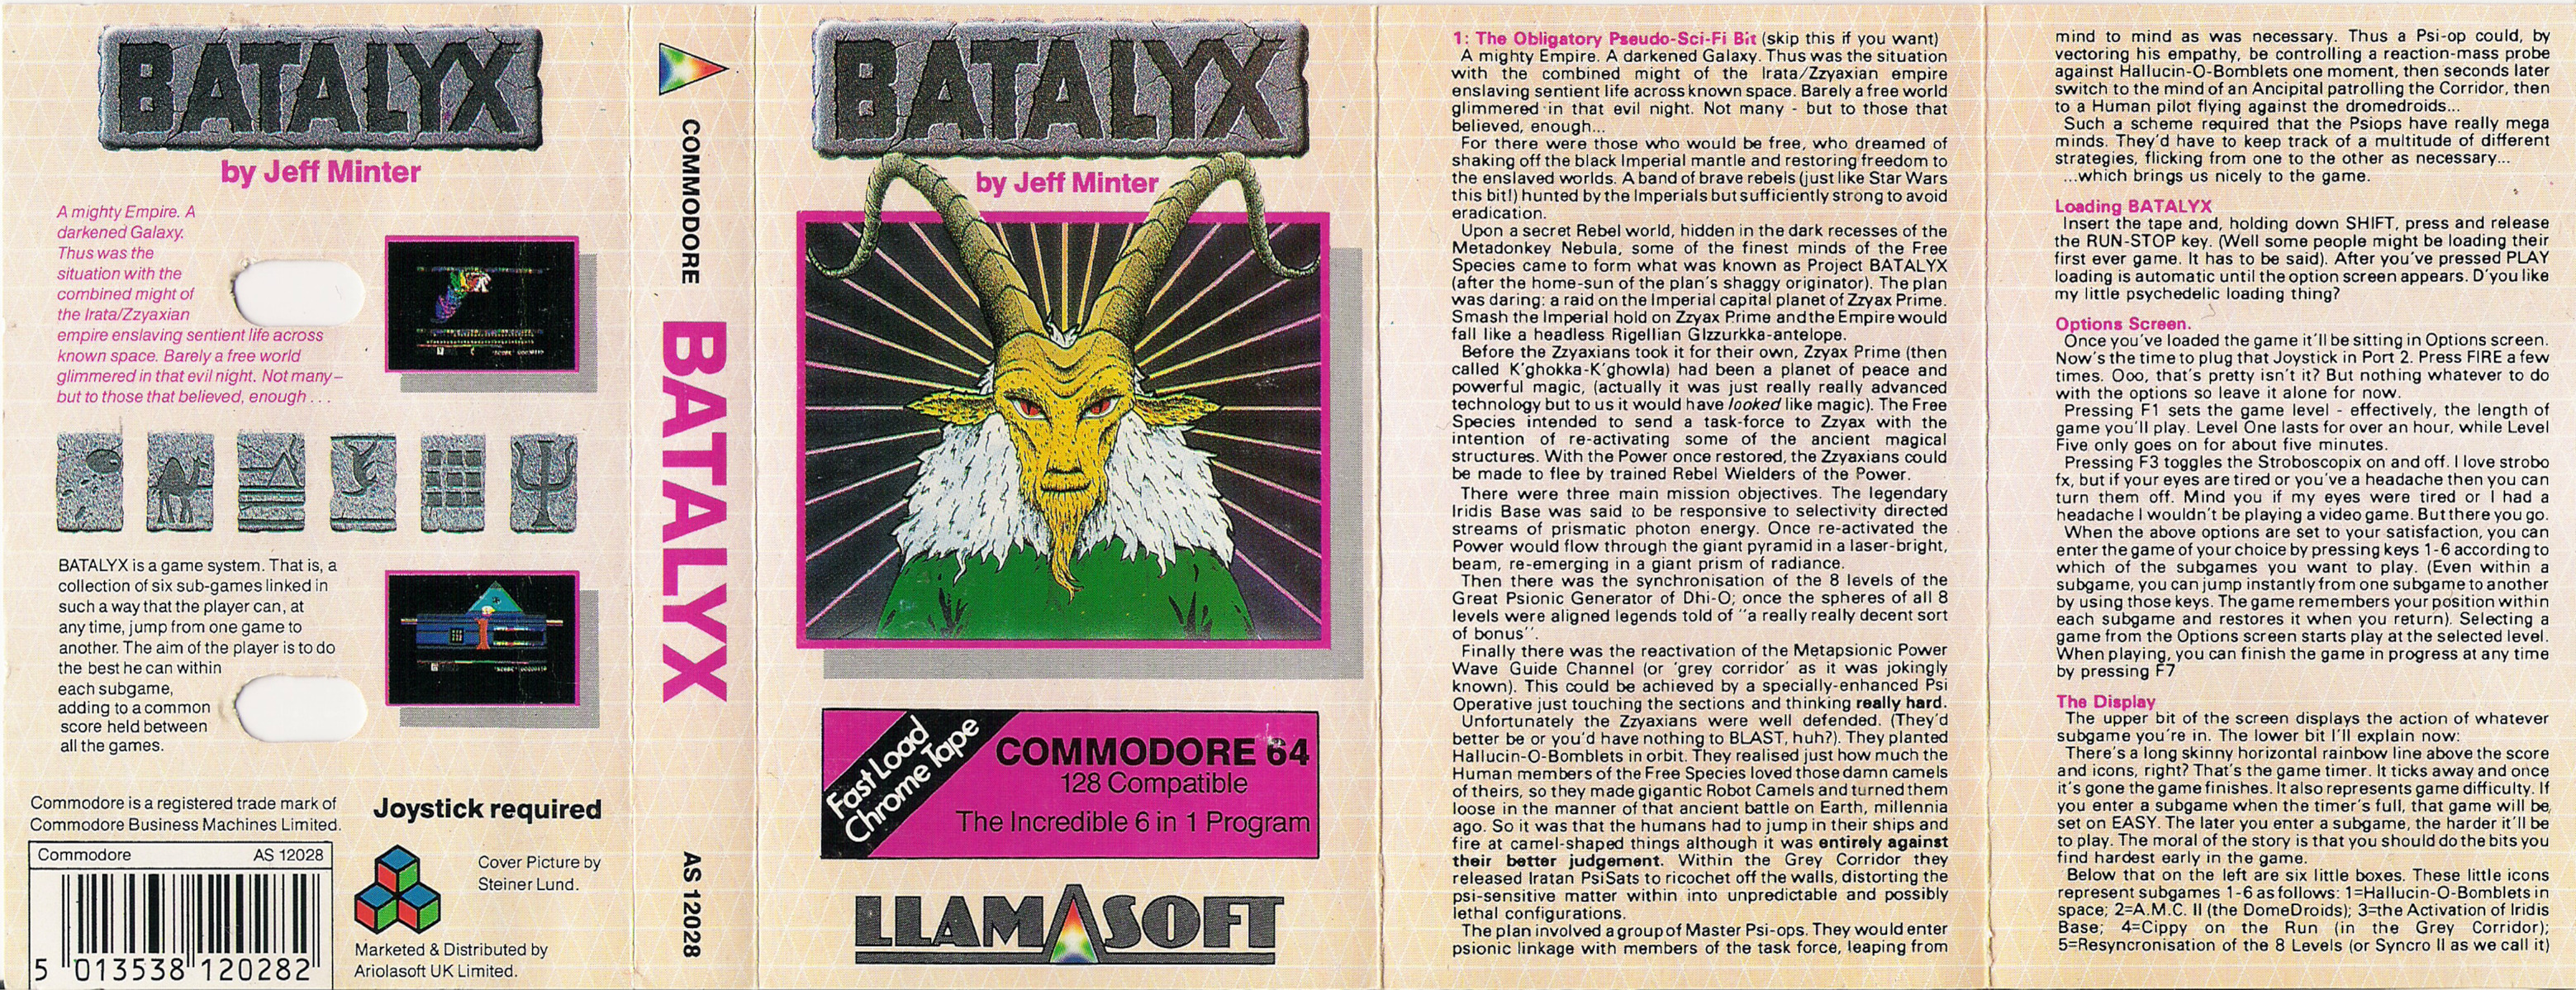 BATALYX
by Jeff Minter
A mighty Empire. A
darkened Galaxy.
Thus was the
situation with the
combined might of
the Irata/Zzyaxian
empire enslaving sentient life across
known space. Barely a free world
glimmered in that evil night. Not many–
but to those that believed, enough . . .
BATALYX is a game system. That is, a
collection of six sub-games linked in
such a way that the player can, at
any time, jump from one game to
another. The aim of the player is to do
the best he can within
each subgame,
adding to a common
score held between
all the games.
Commodore is a registered trade mark of
Commodore Business Machines Limited.
Joystick required
Commodore AS 12028
5 013538 120282
Cover Picture by
Steiner Lund.
Marketed & Distributed by
Ariolasoft UK Limited.
COMMODORE
BATALYX
AS 12028
BATALYX
by Jeff Minter
Fast Load
Chrome Tape
COMMODORE 64
128 Compatible
The Incredible 6 in 1 Program
LLAMASOFT
1: The Obligatory Pseudo-Sci-Fi Bit (skip this if you want)
A mighty Empire. A darkened Galaxy. Thus was the situation
with the combined might of the Irata/Zzyaxian empire
enslaving sentient life across known space. Barely a free world
glimmered in that evil night. Not many - but to those that
believed, enough...
For there were those who would be free, who dreamed of
shaking off the black Imperial mantle and restoring freedom to
the enslaved worlds. A band of brave rebels (just like Star Wars
this bit!) hunted by the Imperials but sufficiently strong to avoid
eradication.
Upon a secret Rebel world, hidden in the dark recesses of the
Metadonkey Nebula, some of the finest minds of the Free
Species came to form what was known as Project BATALYX
(after the home-sun of the plan's shaggy originator). The plan
was daring: a raid on the Imperial capital planet of Zzyax Prime.
Smash the Imperial hold on Zzyax Prime and the Empire would
fall like a headless Rigellian Glzzurkka-antelope.
Before the Zzyaxians took it for their own, Zzyax Prime (then
called K'ghokka-K'ghowla) had been a planet of peace and
powerful magic, (actually it was just really really advanced
technology but to us it would have looked like magic). The Free
Species intended to send a task-force to Zzyax with the
intention of re-activating some of the ancient magical
structures. With the Power once restored, the Zzyaxians could
be made to flee by trained Rebel Wielders of the Power.
There were three main mission objectives. The legendary
Iridis Base was said to be responsive to selectivity directed
streams of prismatic photon energy. Once re-activated the
Power would flow through the giant pyramid in a laser-bright,
beam, re-emerging in a giant prism of radiance.
Then there was the synchronisation of the 8 levels of the
Great Psionic Generator of Dhi-O; once the spheres of all 8
levels were aligned legends told of "a really really decent sort
of bonus".
Finally there was the reactivation of the Metapsionic Power
Wave Guide Channel (or 'grey corridor' as it was jokingly
known). This could be achieved by a specially-enhanced Psi
Operative just touching the sections and thinking really hard.
Unfortunately the Zzyaxians were well defended. (They'd
better be or you'd have nothing to BLAST, huh?). They planted
Hallucin-O-Bomblets in orbit. They realised just how much the
Human members of the Free Species loved those damn camels
of theirs, so they made gigantic Robot Camels and turned them
loose in the manner of that ancient battle on Earth, millennia
ago. So it was that the humans had to jump in their ships and
fire at camel-shaped things although it was entirely against
their better judgement. Within the Grey Corridor they
released Iratan PsiSats to ricochet off the walls, distorting the
psi-sensitive matter within into unpredictable and possibly
lethal configurations.
The plan involved a group of Master Psi-ops. They would enter
psionic linkage with members of the task force, leaping from
mind to mind as was necessary. Thus a Psi-op could, by
vectoring his empathy, be controlling a reaction-mass probe
against Hallucin-O-Bomblets one moment, then seconds later
switch to the mind of an Ancipital patrolling the Corridor, then
to a Human pilot flying against the dromedroids...
Such a scheme required that the Psiops have really mega
minds. They'd have to keep track of a multitude of different
strategies, flicking from one to the other as necessary...
...which brings us nicely to the game.
Loading BATALYX
Insert the tape and, holding down SHIFT, press and release
the RUN-STOP key. (Well some people might be loading their
first ever game. It has to be said). After you've pressed PLAY
loading is automatic until the option screen appears. D'you like
my little psychedelic loading thing?
Options Screen.
Once you've loaded the game it'll be sitting in Options screen.
Now's the time to plug that Joystick in Port 2. Press FIRE a few
times. Ooo, that's pretty isn't it? But nothing whatever to do
with the options so leave it alone for now.
Pressing F1 sets the game level - effectively, the length of
game you'll play. Level One lasts for over an hour, while Level
Five only goes on for about five minutes.
Pressing F3 toggles the Stroboscopix on and off. I love strobo
fx, but if your eyes are tired or you've a headache then you can
turn them off. Mind you if my eyes were tired or I had a
headache I wouldn't be playing a video game. But there you go.
When the above options are set to your satisfaction, you can
enter the game of your choice by pressing keys 1-6 according to
which of the subgames you want to play. (Even within a
subgame, you can jump instantly from one subgame to another
by using those keys. The game remembers your position within
each subgame and restores it when you return). Selecting a
game from the Options screen starts play at the selected level.
When playing, you can finish the game in progress at any time
by pressing F7
The Display
The upper bit of the screen displays the action of whatever
subgame you're in. The lower bit I'll explain now:
There's a long skinny horizontal rainbow line above the score
and icons, right? That's the game timer. It ticks away and once
it's gone the game finishes. It also represents game difficulty. If
you enter a subgame when the timer's full, that game will be,
set on EASY. The later you enter a subgame, the harder it'll be
to play. The moral of the story is that you should do the bits you
find hardest early in the game.
Below that on the left are six little boxes. These little icons
represent subgames 1-6 as follows: 1=Hallucin-O-Bomblets in
space; 2=A.M.C. II (the DomeDroids); 3=the Activation of Iridis
Base; 4=Cippy on the Run (in the Grey Corridor);
5=Resyncronisation of the 8 Levels (or Syncro II as we call it)